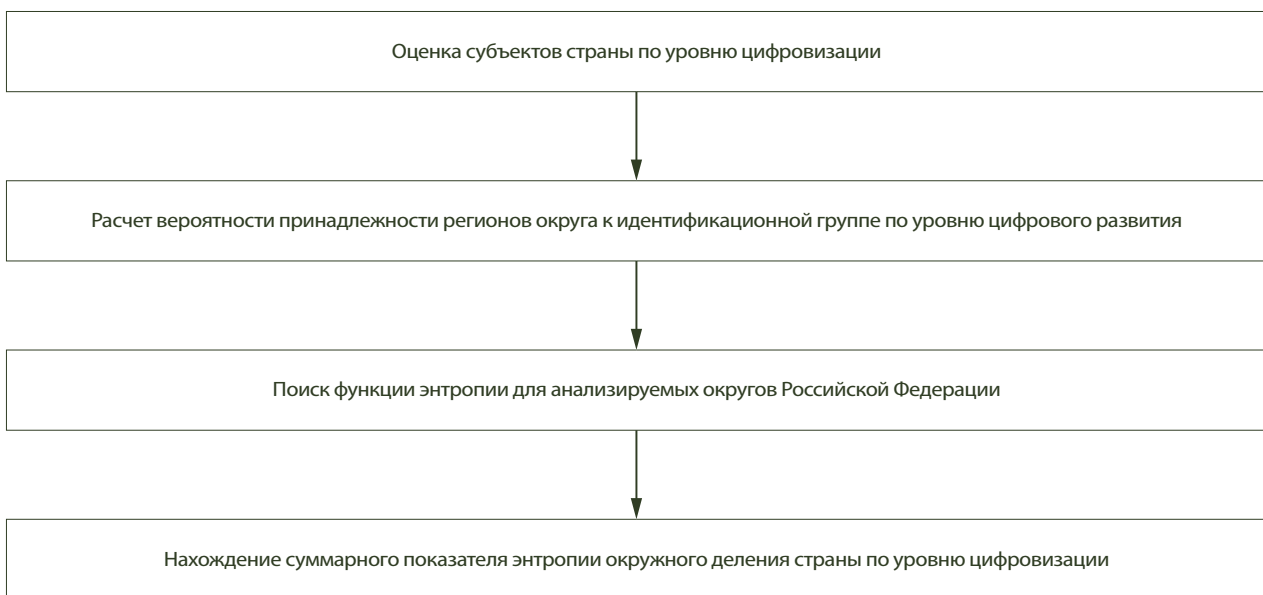 Оценка субъектов страны по уровню цифровизации
Расчет вероятности принадлежности регионов округа к идентификационной группе по уровню цифрового развития
Поиск функции энтропии для анализируемых округов Российской Федерации
Нахождение суммарного показателя энтропии окружного деления страны по уровню цифровизации